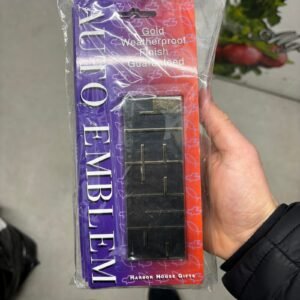 AUTO EMBLEM
Gold
Weatherproof
Finish
Guaranteed
HARBOR HOUSE GIFTS